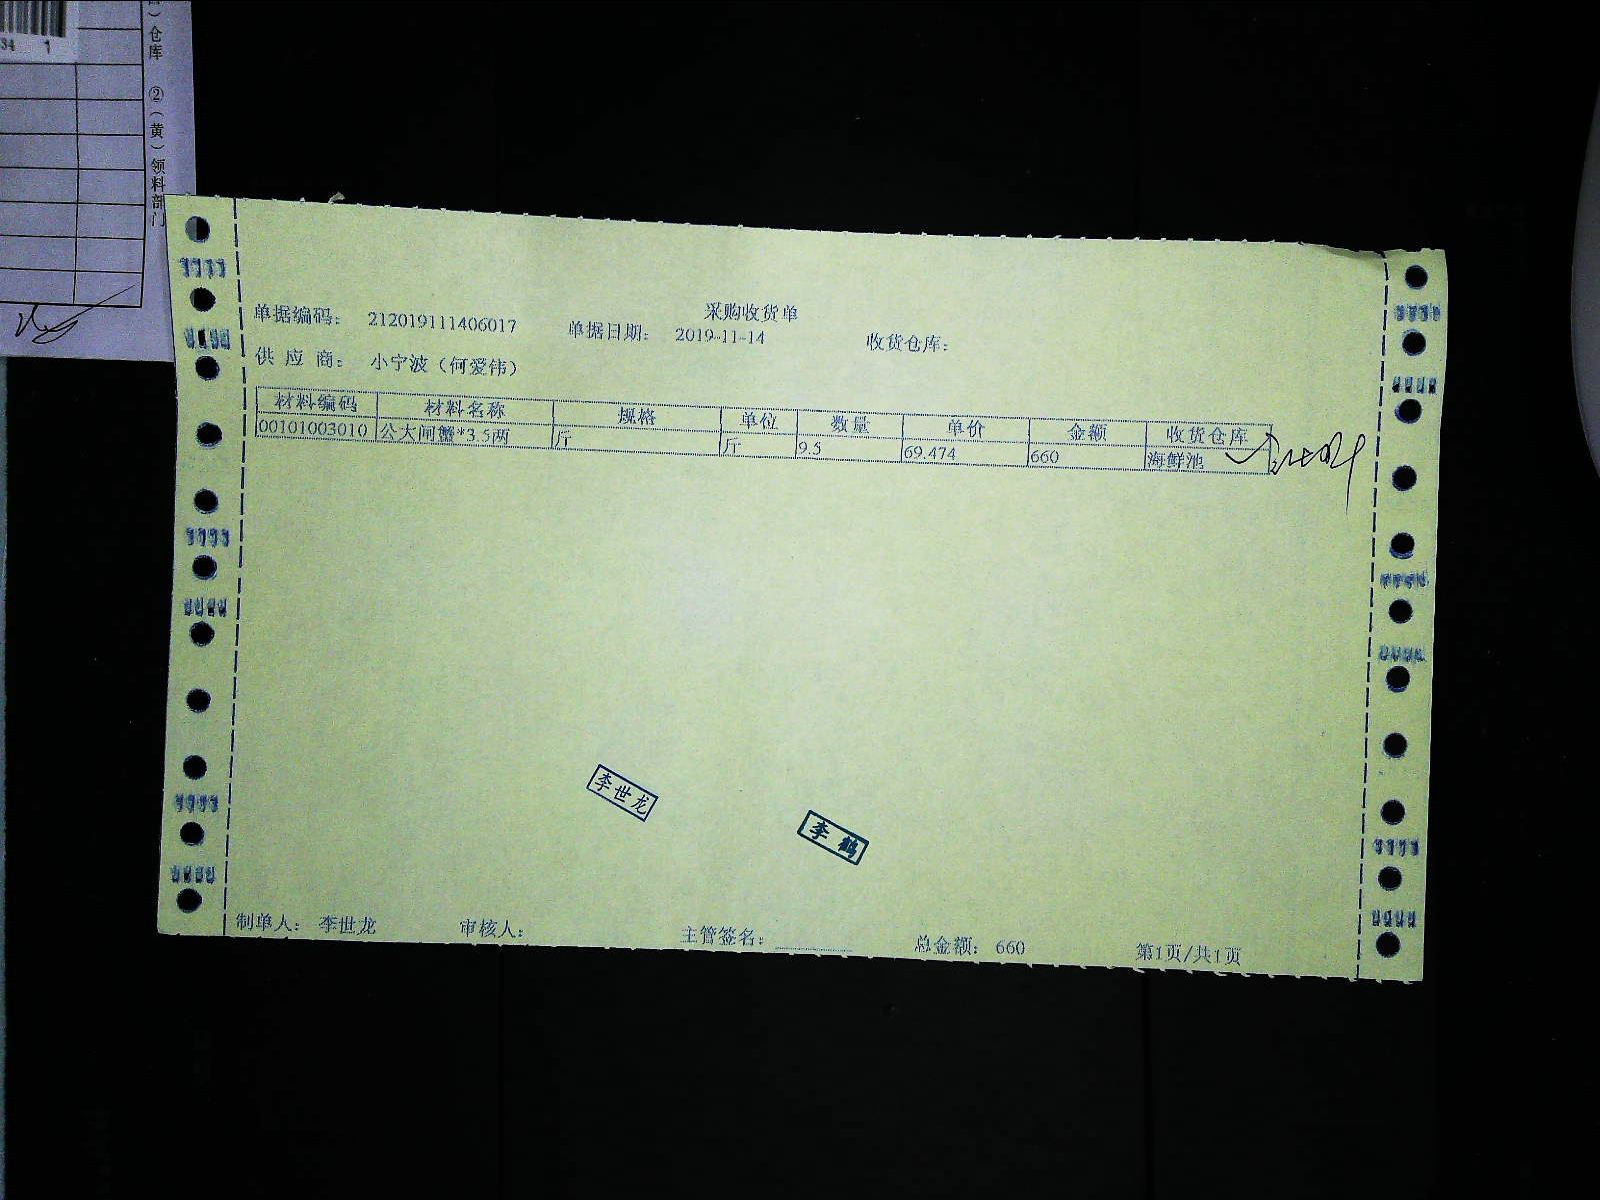 34 1
）仓库 ②（黄）领料部门
采购收货单
单据编码： 212019111406017 单据日期： 2019-11-14 收货仓库：
供 应 商： 小宁波（何爱伟）
材料编码 材料名称 规格 单位 数量 单价 金额 收货仓库
00101003010 公大闸蟹*3.5两 斤 斤 9.5 69.474 660 海鲜池
李世龙
李鹤
制单人： 李世龙 审核人： 主管签名： 总金额： 660 第1页/共1页